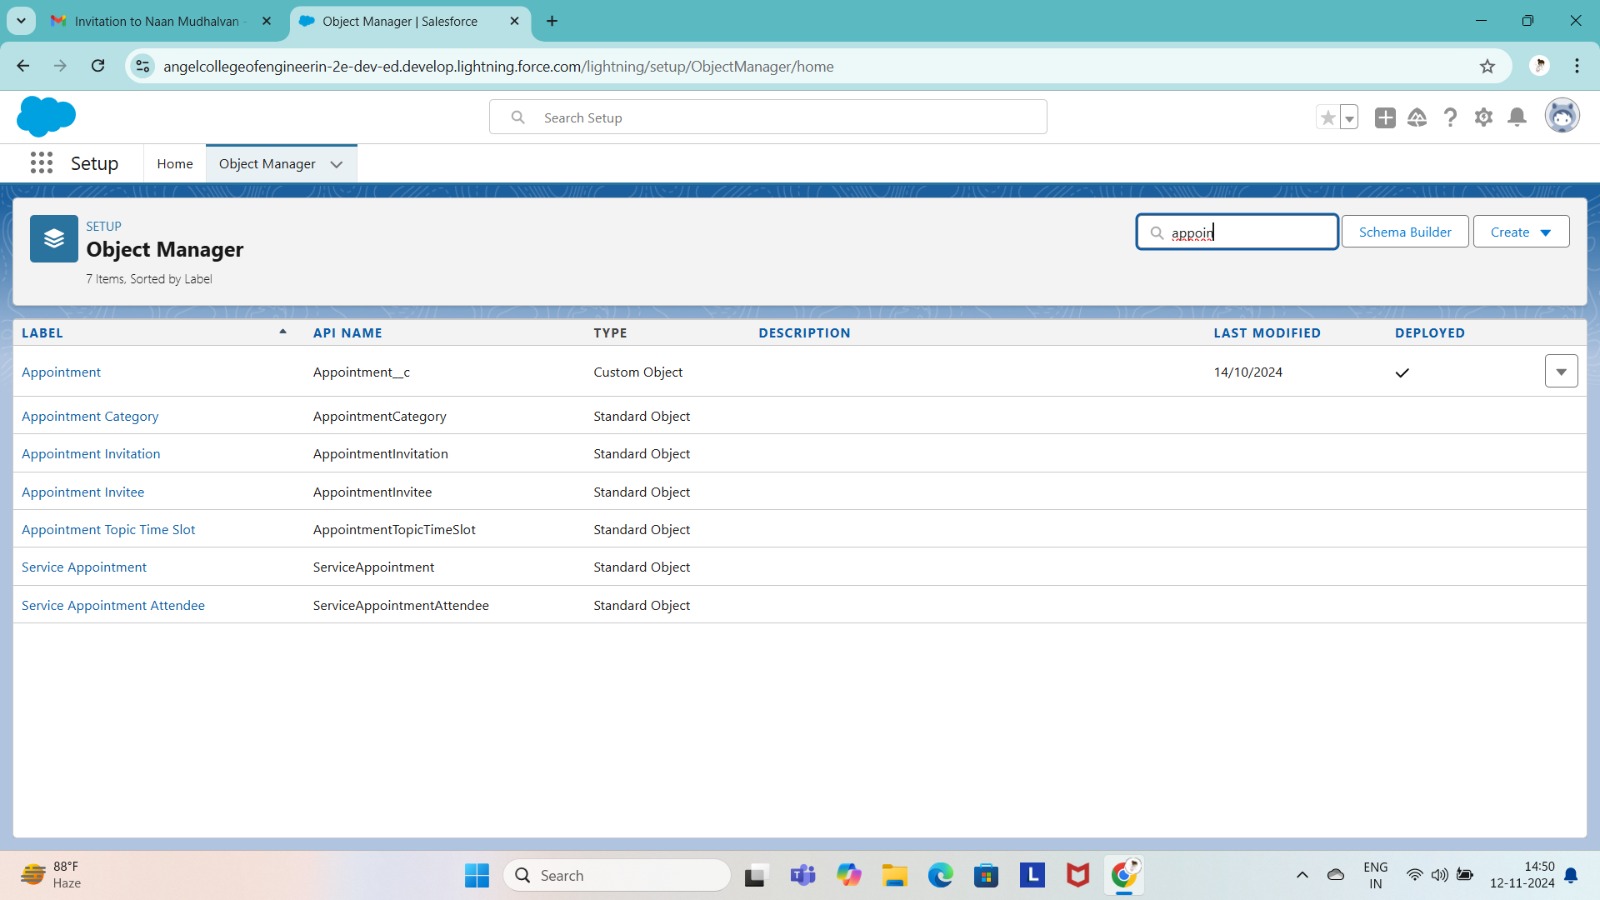 Invitation to Naan Mudhalvan
Object Manager | Salesforce
angelcollegeofengineerin-2e-dev-ed.develop.lightning.force.com/lightning/setup/ObjectManager/home
Search Setup
Setup
Home
Object Manager
SETUP
Object Manager
7 Items, Sorted by Label
appoin
Schema Builder
Create
LABEL API NAME TYPE DESCRIPTION LAST MODIFIED DEPLOYED
Appointment Appointment__c Custom Object 14/10/2024
Appointment Category AppointmentCategory Standard Object
Appointment Invitation AppointmentInvitation Standard Object
Appointment Invitee AppointmentInvitee Standard Object
Appointment Topic Time Slot AppointmentTopicTimeSlot Standard Object
Service Appointment ServiceAppointment Standard Object
Service Appointment Attendee ServiceAppointmentAttendee Standard Object
88°F
Haze
Search
L
ENG
IN
14:50
12-11-2024